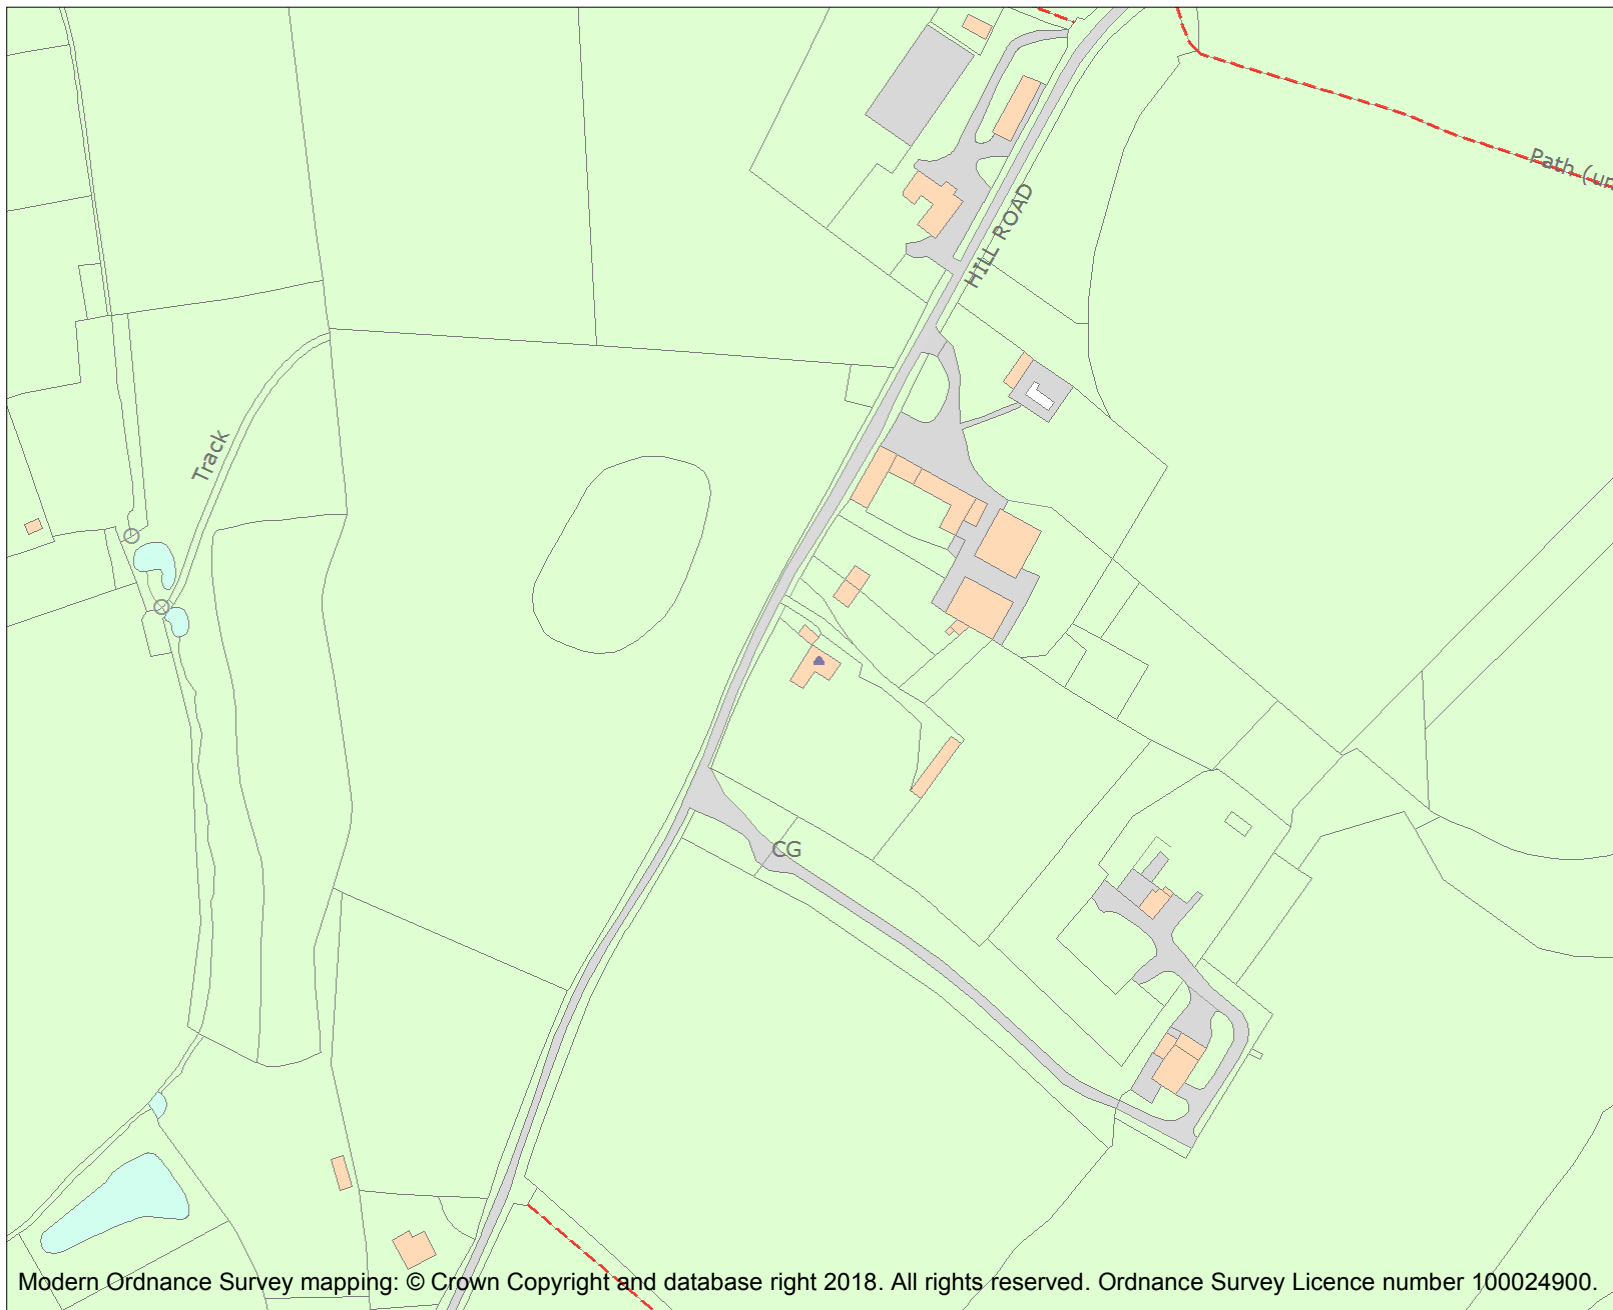 Path (un
HILL ROAD
Track
CG
Modern Ordnance Survey mapping: © Crown Copyright and database right 2018. All rights reserved. Ordnance Survey Licence number 100024900.